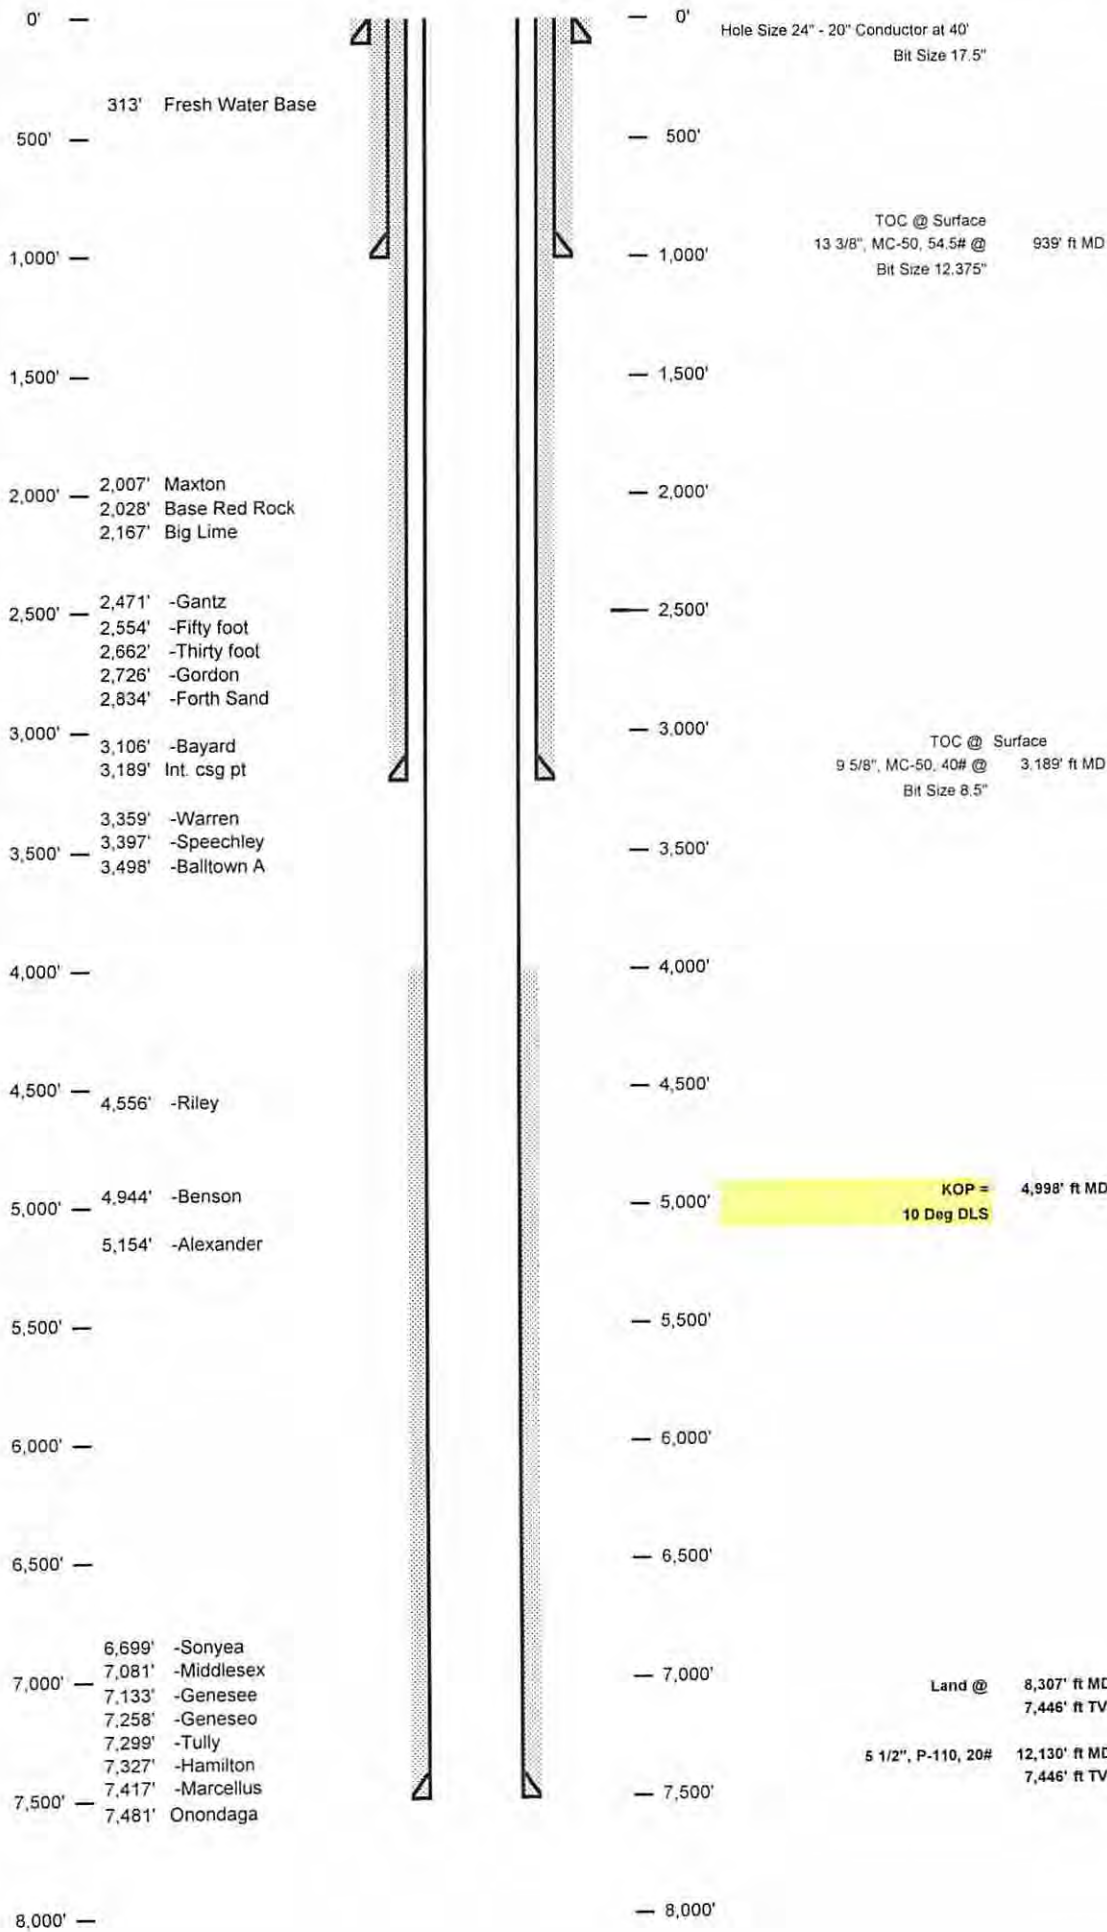 0'
313' Fresh Water Base
500'
1,000'
1,500'
2,007' Maxton
2,000'
2,028' Base Red Rock
2,167' Big Lime
2,471' -Gantz
2,500'
2,554' -Fifty foot
2,662' -Thirty foot
2,726' -Gordon
2,834' -Forth Sand
3,000'
3,106' -Bayard
3,189' Int. csg pt
3,359' -Warren
3,397' -Speechley
3,500'
3,498' -Balltown A
4,000'
4,500'
4,556' -Riley
4,944' -Benson
5,000'
5,154' -Alexander
5,500'
6,000'
6,500'
6,699' -Sonyea
7,081' -Middlesex
7,000'
7,133' -Genesee
7,258' -Geneseo
7,299' -Tully
7,327' -Hamilton
7,417' -Marcellus
7,500'
7,481' Onondaga
8,000'
0'
500'
1,000'
1,500'
2,000'
2,500'
3,000'
3,500'
4,000'
4,500'
5,000'
5,500'
6,000'
6,500'
7,000'
7,500'
8,000'
Hole Size 24" - 20" Conductor at 40'
Bit Size 17.5"
TOC @ Surface
13 3/8", MC-50, 54.5# @ 939' ft MD
Bit Size 12.375"
TOC @ Surface
9 5/8", MC-50, 40# @ 3,189' ft MD
Bit Size 8.5"
KOP = 4,998' ft MD
10 Deg DLS
Land @ 8,307' ft MD
7,446' ft TV
5 1/2", P-110, 20# 12,130' ft MD
7,446' ft TV